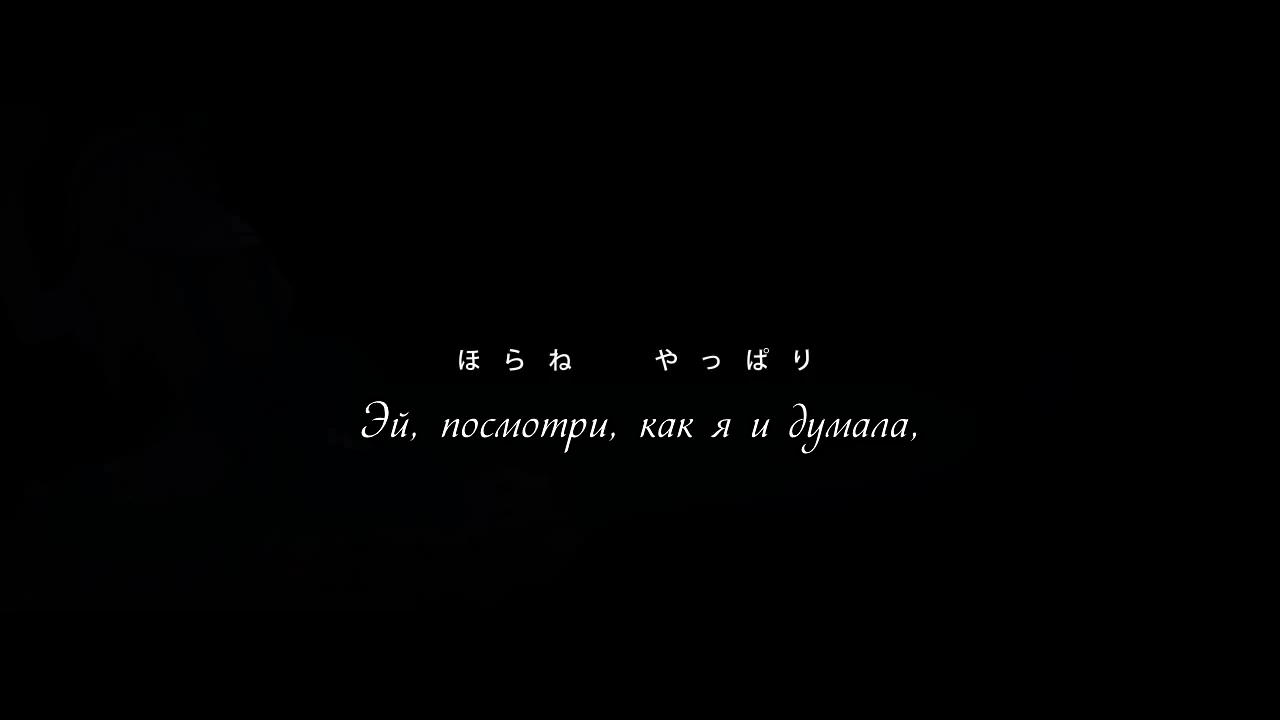 ほらね　やっぱり
Эй, посмотри, как я и думала,